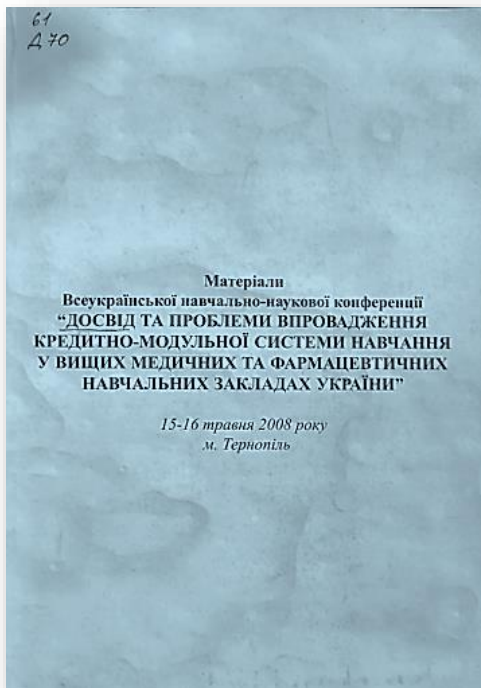 61
Д 70
Матеріали
Всеукраїнської навчально-наукової конференції
“ДОСВІД ТА ПРОБЛЕМИ ВПРОВАДЖЕННЯ
КРЕДИТНО-МОДУЛЬНОЇ СИСТЕМИ НАВЧАННЯ
У ВИЩИХ МЕДИЧНИХ ТА ФАРМАЦЕВТИЧНИХ
НАВЧАЛЬНИХ ЗАКЛАДАХ УКРАЇНИ”
15-16 травня 2008 року
м. Тернопіль